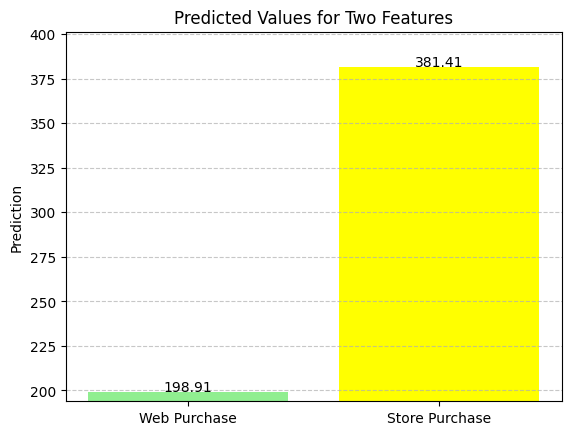 Predicted Values for Two Features
400
375
350
325
300
275
250
225
200
Prediction
381.41
198.91
Web Purchase
Store Purchase